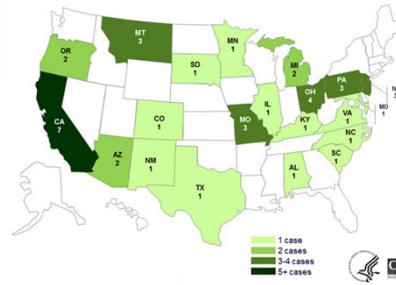 MT
3
MN
1
OR
2
SD
1
MI
2
PA
3
N
OH
4
IL
1
MD
1
CA
7
CO
1
MO
3
KY
1
VA
1
NC
1
AZ
2
NM
1
SC
1
AL
1
TX
1
1 case
2 cases
3-4 cases
5+ cases